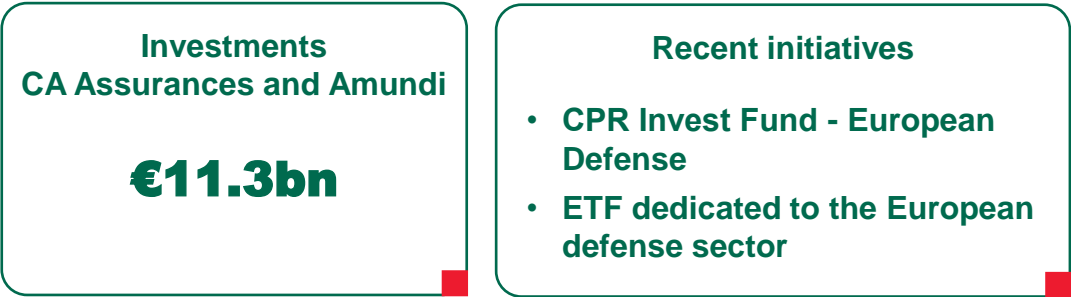 Investments
CA Assurances and Amundi
€11.3bn
Recent initiatives
• CPR Invest Fund - European
Defense
• ETF dedicated to the European
defense sector